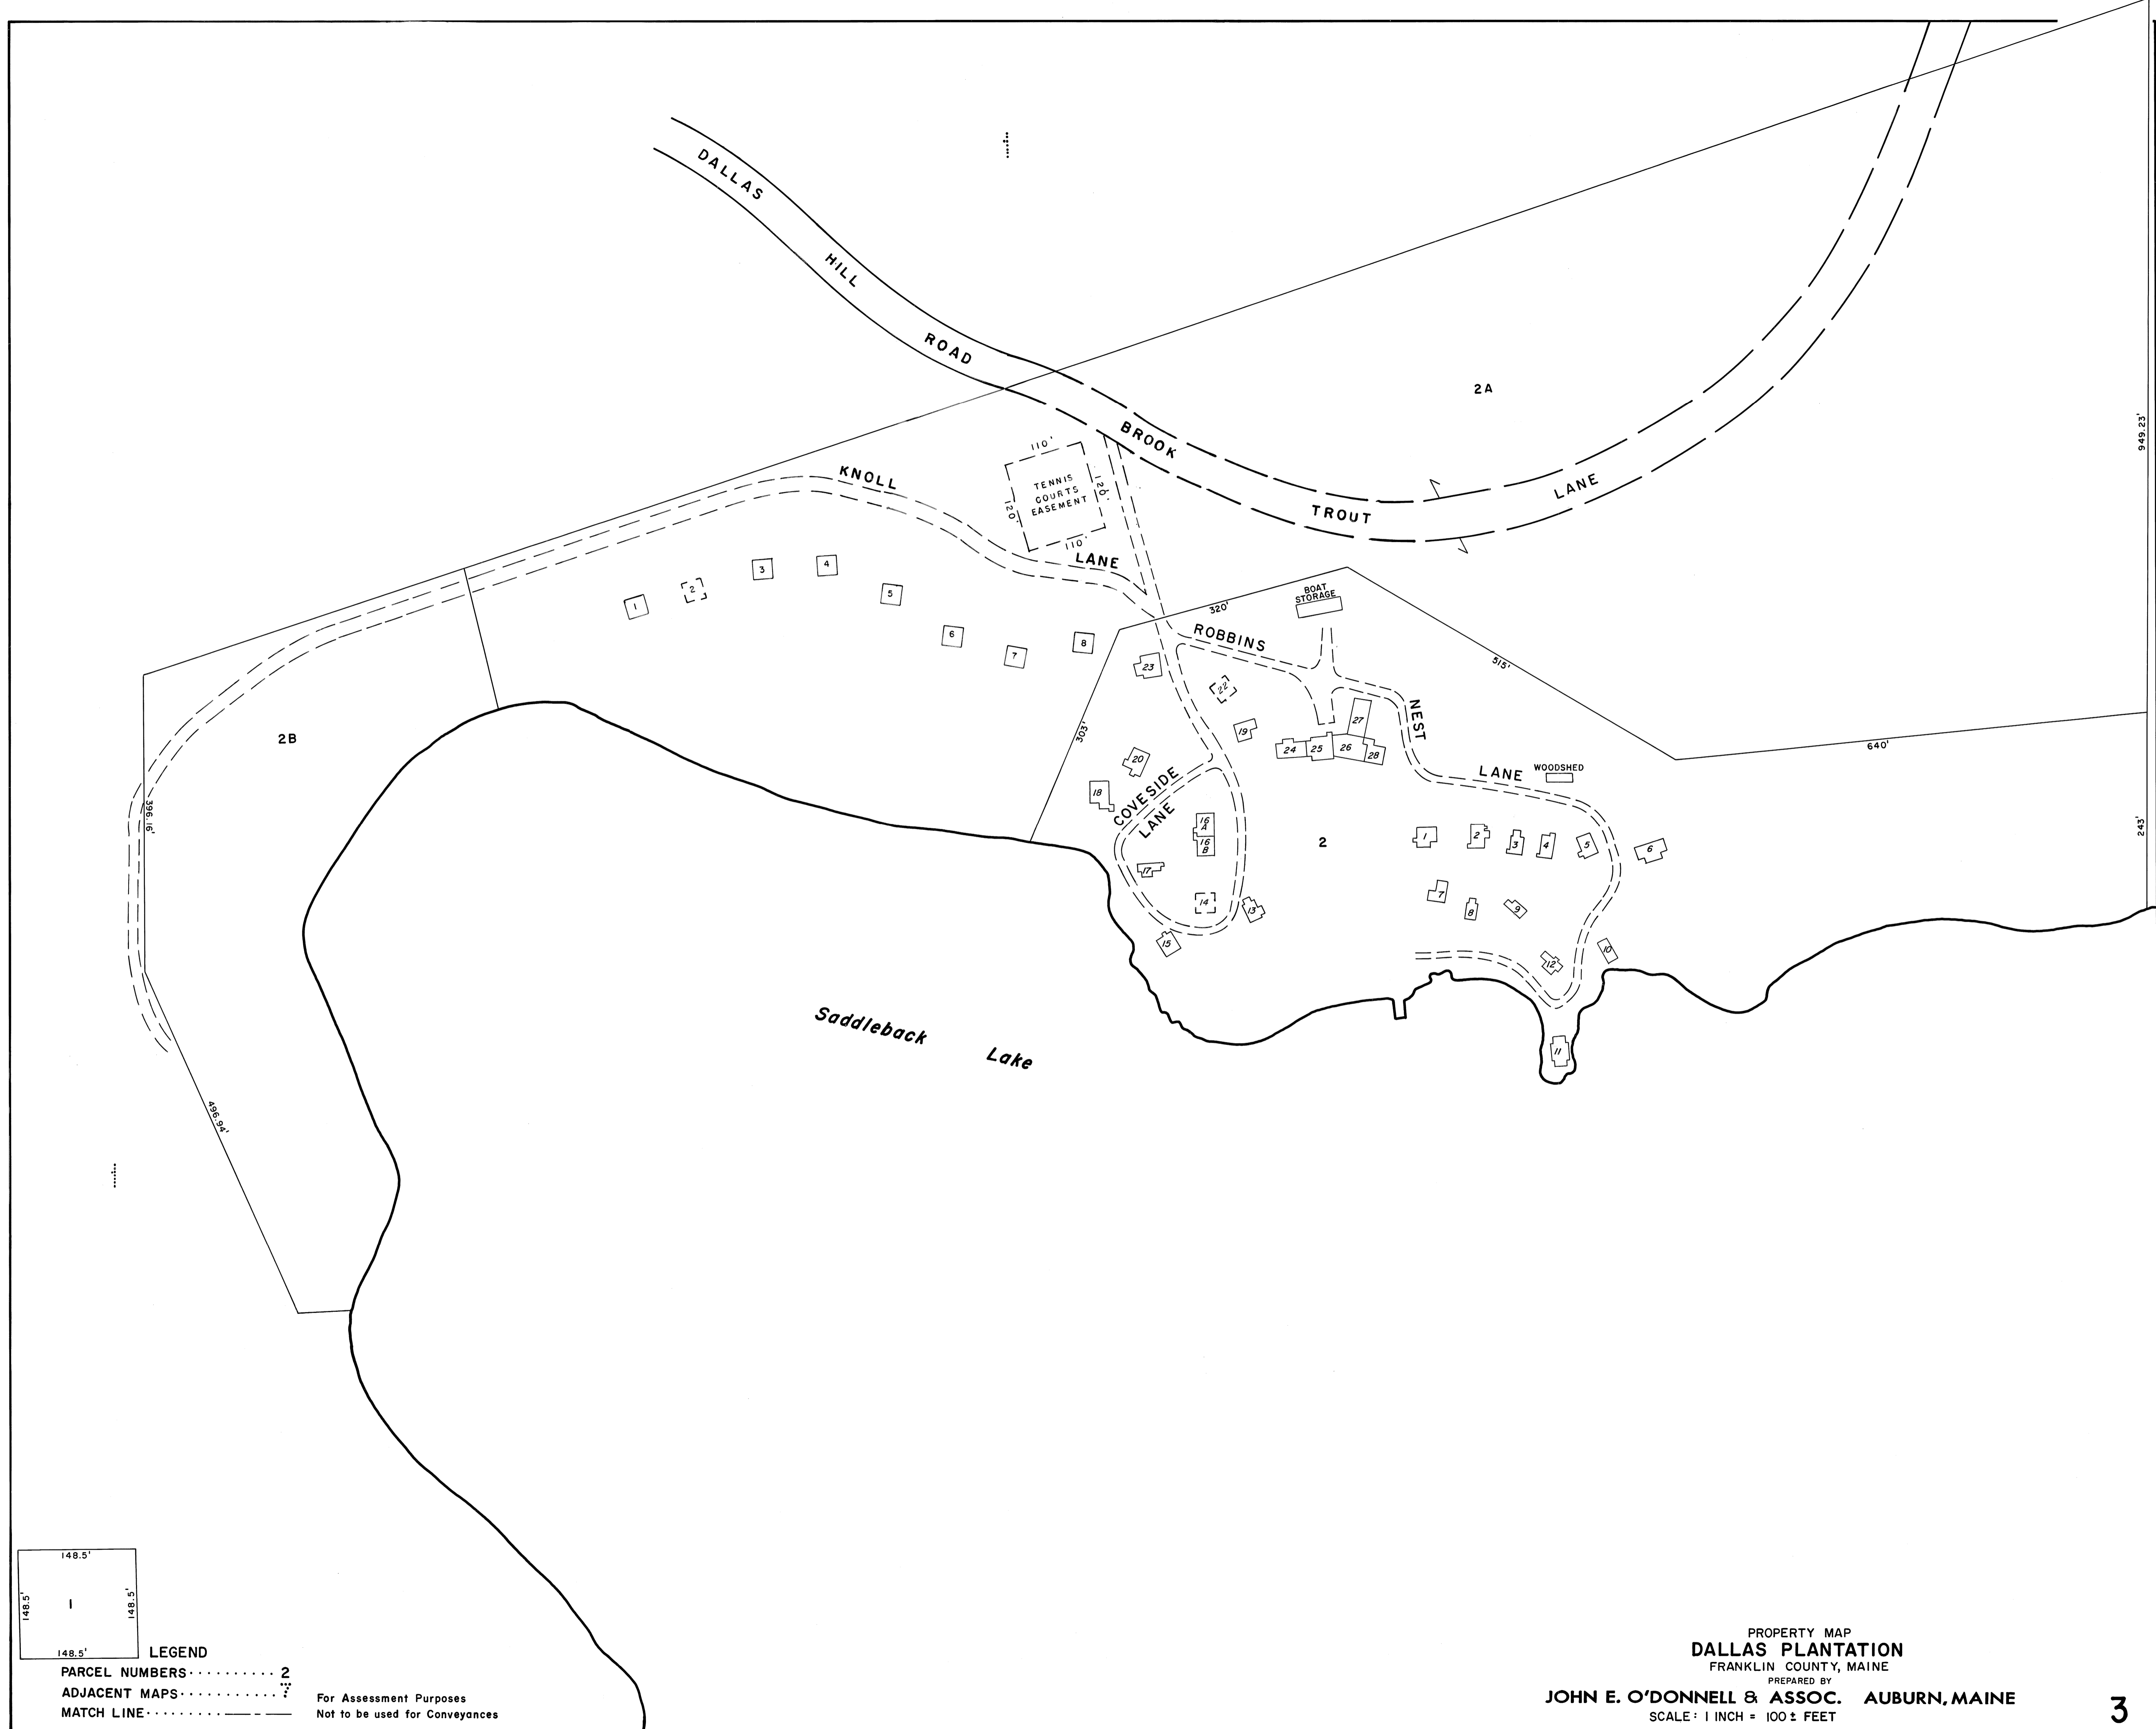 DALLAS
HILL
ROAD
BROOK
TROUT
LANE
2A
949.23'
KNOLL
LANE
110'
120'
TENNIS
COURTS
EASEMENT
120'
110'
1
2
3
4
5
6
7
8
320'
BOAT
STORAGE
ROBBINS
515'
303'
23
22
19
27
24
25
26
28
NEST
LANE
WOODSHED
640'
243'
2B
396.16'
496.94'
20
18
COVESIDE
LANE
16
A
16
B
17
14
13
15
2
1
2
3
4
5
6
7
8
9
10
12
11
Saddleback Lake
148.5'
148.5'
1
148.5'
148.5'
LEGEND
PARCEL NUMBERS · · · · · · · · · · 2
ADJACENT MAPS · · · · · · · · · · · 7
MATCH LINE · · · · · · · · · —— - ——
For Assessment Purposes
Not to be used for Conveyances
PROPERTY MAP
DALLAS PLANTATION
FRANKLIN COUNTY, MAINE
PREPARED BY
JOHN E. O'DONNELL & ASSOC. AUBURN, MAINE
SCALE: 1 INCH = 100 ± FEET
3